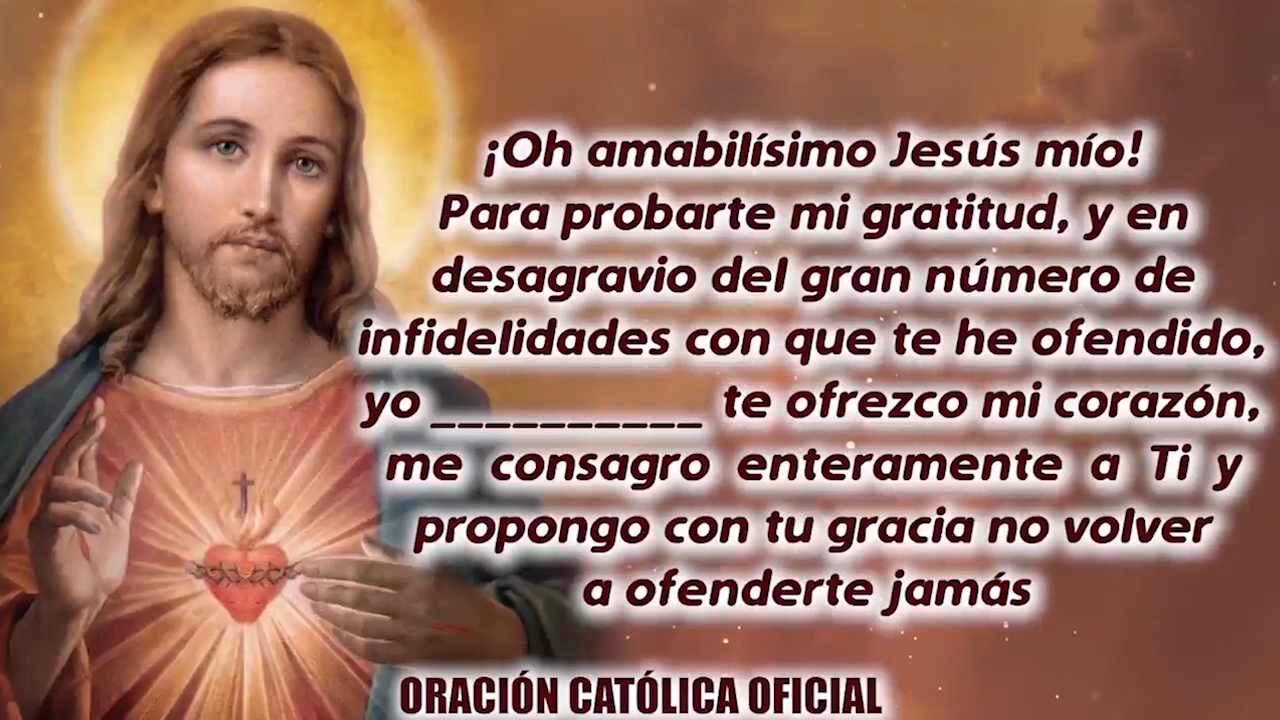 ¡Oh amabilísimo Jesús mío!
Para probarte mi gratitud, y en
desagravio del gran número de
infidelidades con que te he ofendido,
yo __________ te ofrezco mi corazón,
me consagro enteramente a Ti y
propongo con tu gracia no volver
a ofenderte jamás
ORACIÓN CATÓLICA OFICIAL